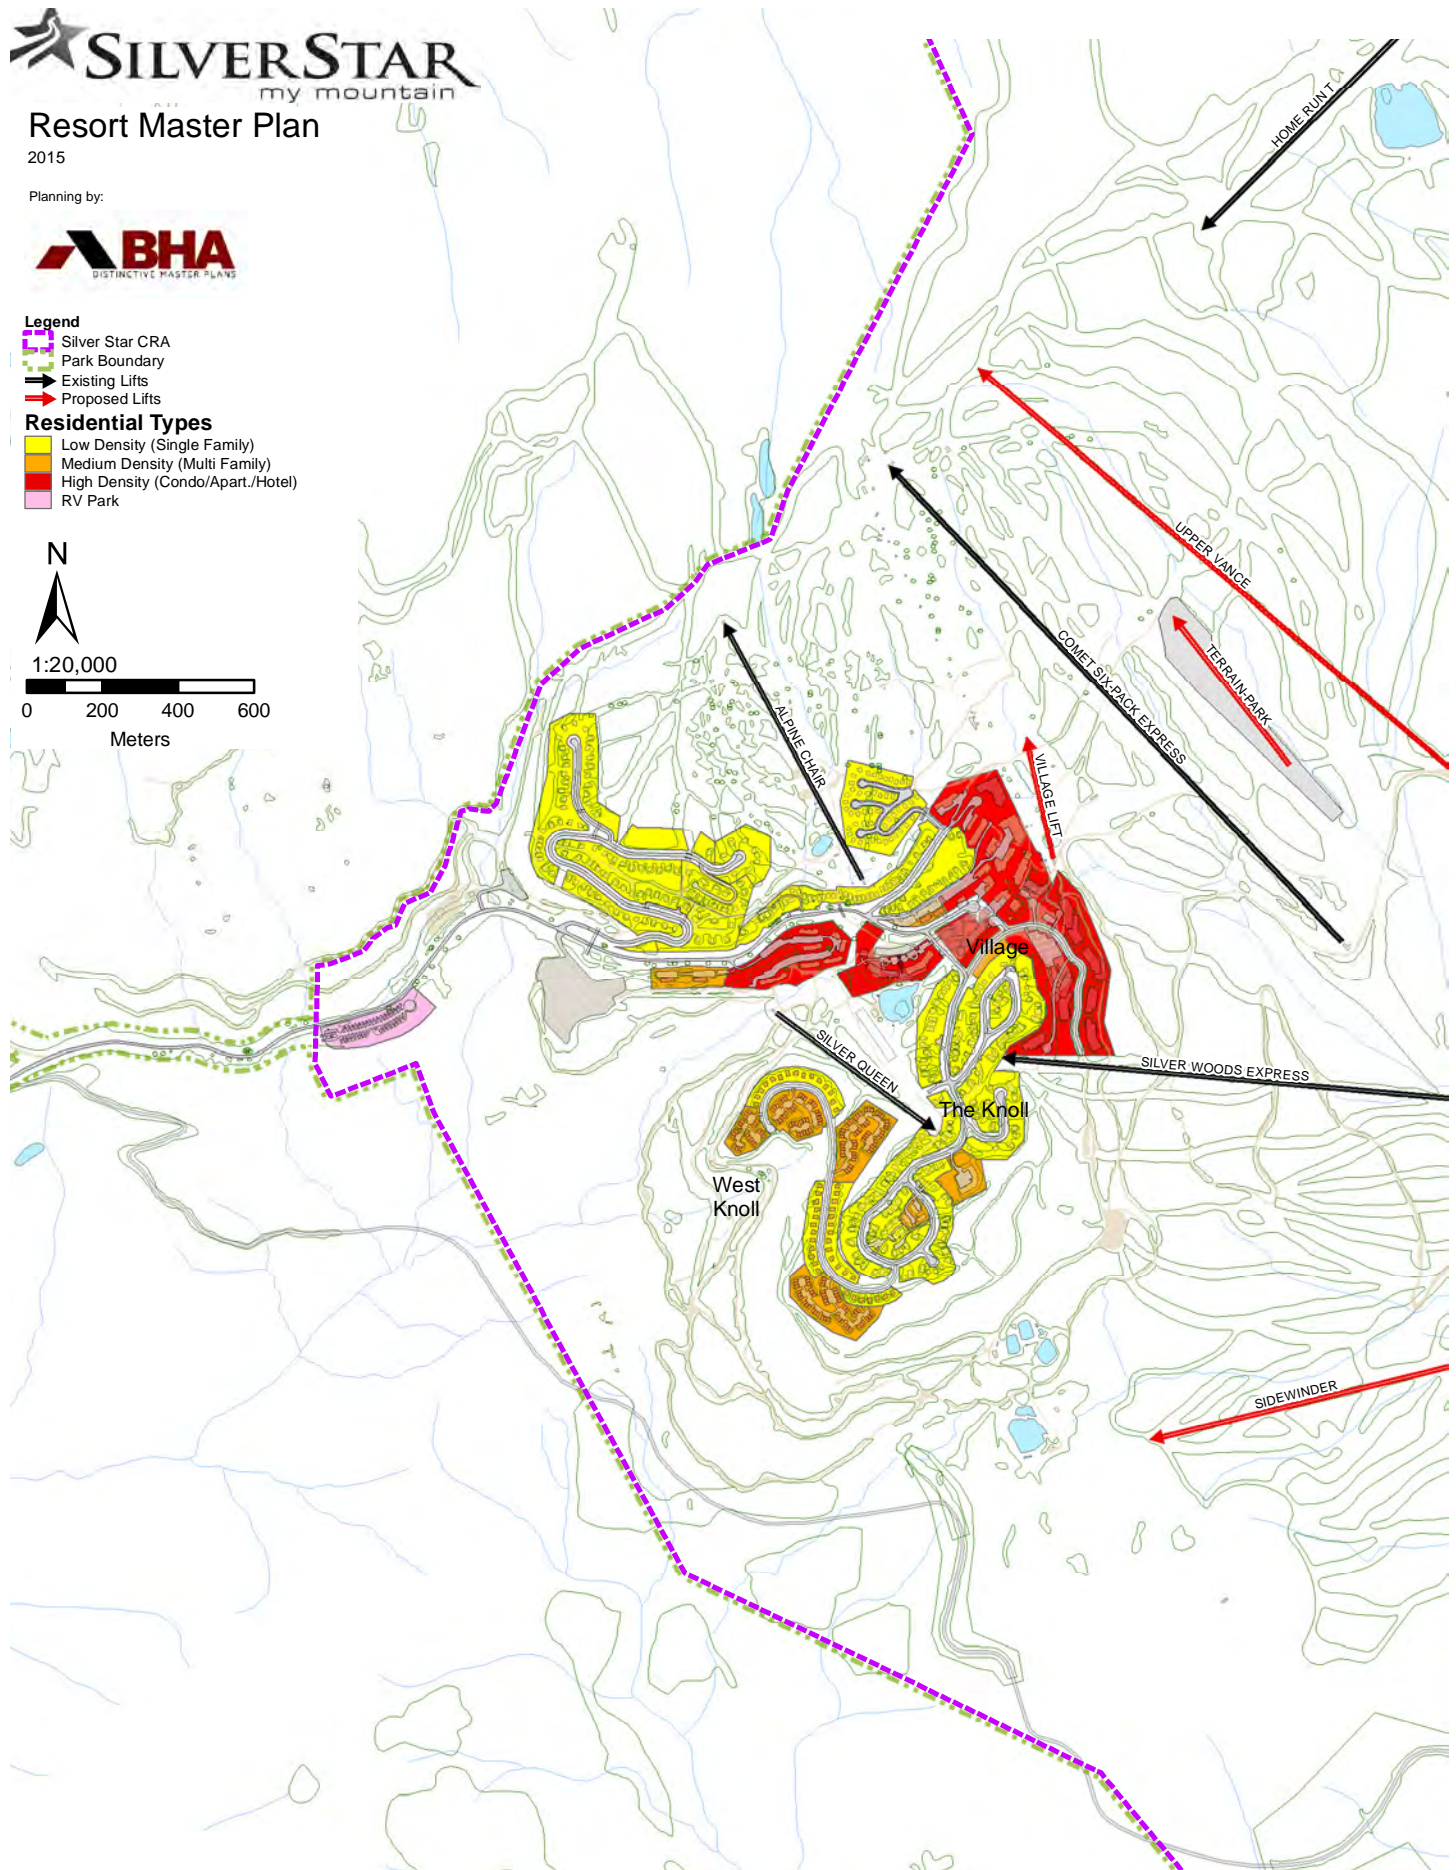 SILVERSTAR
my mountain
Resort Master Plan
2015
Planning by:
BHA
DISTINCTIVE MASTER PLANS
Legend
Silver Star CRA
Park Boundary
Existing Lifts
Proposed Lifts
Residential Types
Low Density (Single Family)
Medium Density (Multi Family)
High Density (Condo/Apart./Hotel)
RV Park
N
1:20,000
0 200 400 600
Meters
HOME RUN T
UPPER VANCE
COMET SIX-PACK EXPRESS
TERRAIN-PARK
ALPINE CHAIR
VILLAGE LIFT
Village
SILVER QUEEN
SILVER WOODS EXPRESS
The Knoll
West
Knoll
SIDEWINDER